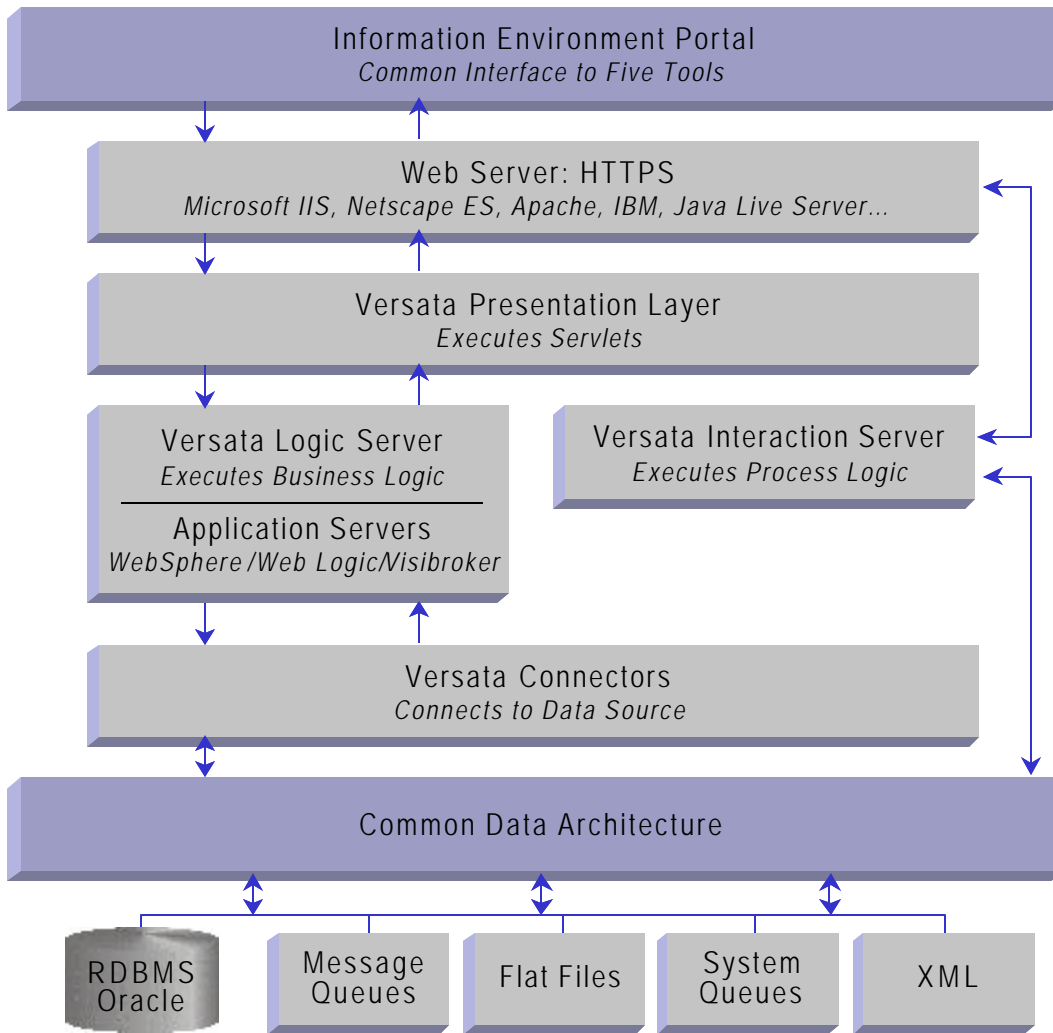 Information Environment Portal
Common Interface to Five Tools
Web Server: HTTPS
Microsoft IIS, Netscape ES, Apache, IBM, Java Live Server...
Versata Presentation Layer
Executes Servlets
Versata Logic Server
Executes Business Logic
Application Servers
WebSphere/Web Logic/Visibroker
Versata Interaction Server
Executes Process Logic
Versata Connectors
Connects to Data Source
Common Data Architecture
RDBMS
Oracle
Message
Queues
Flat Files
System
Queues
XML